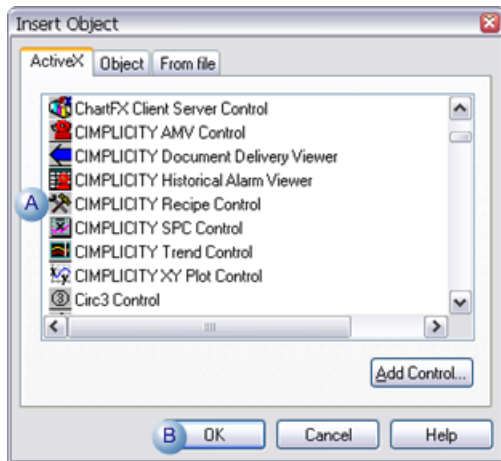 Insert Object
ActiveX Object From file
ChartFX Client Server Control
CIMPLICITY AMV Control
CIMPLICITY Document Delivery Viewer
CIMPLICITY Historical Alarm Viewer
A CIMPLICITY Recipe Control
CIMPLICITY SPC Control
CIMPLICITY Trend Control
CIMPLICITY XY Plot Control
Circ3 Control
Add Control...
B OK Cancel Help